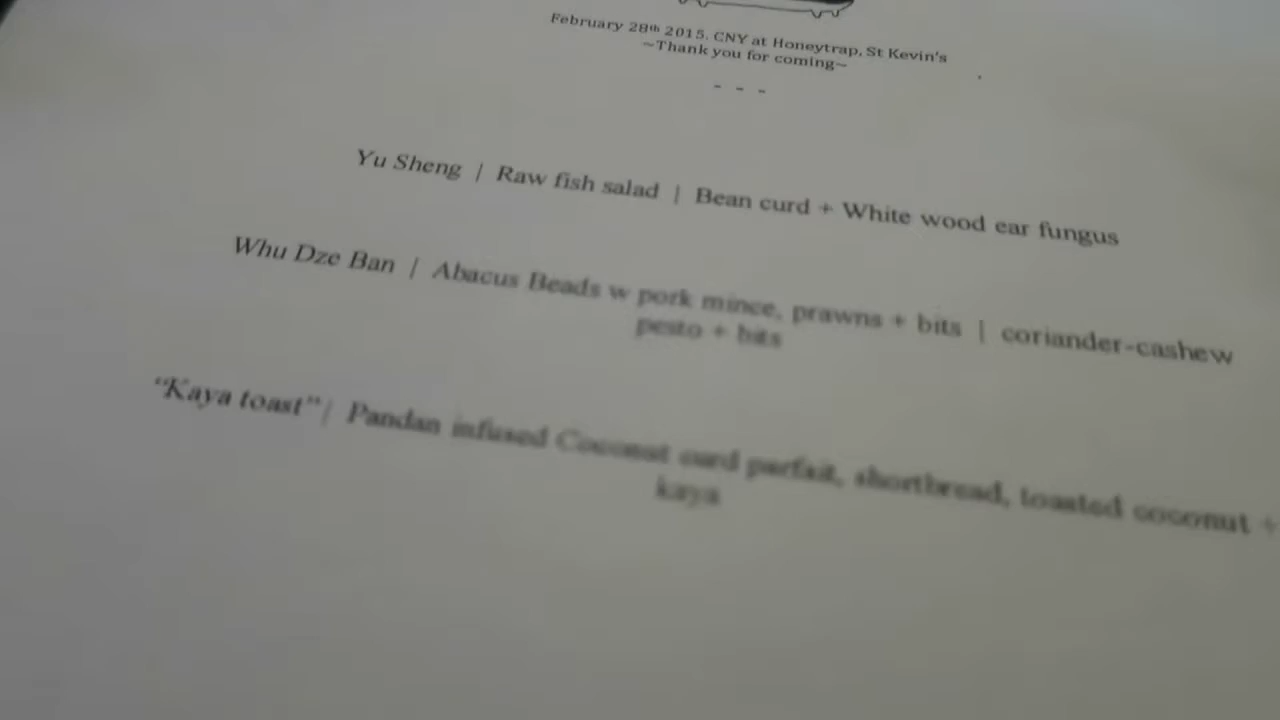 February 28th 2015. CNY at Honeytrap, St Kevin's
~Thank you for coming~
- - -
Yu Sheng | Raw fish salad | Bean curd + White wood ear fungus
Whu Dze Ban | Abacus Beads w pork mince, prawns + bits | coriander-cashew
pesto + bits
"Kaya toast" | Pandan infused Coconut curd parfait, shortbread, toasted coconut +
kaya